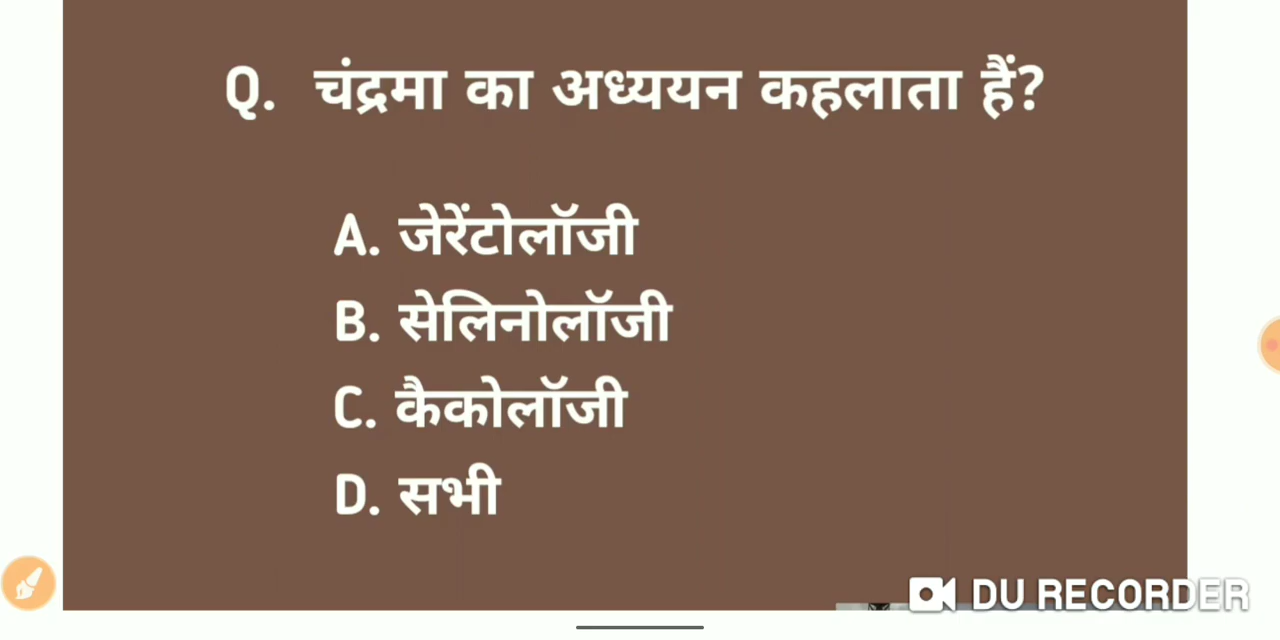 Q. चंद्रमा का अध्ययन कहलाता हैं?
A. जेरेंटोलॉजी
B. सेलिनोलॉजी
C. कैकोलॉजी
D. सभी
DU RECORDER